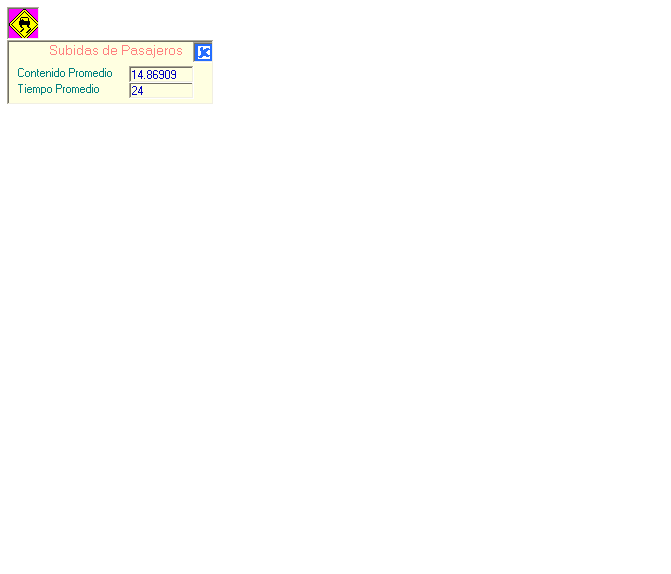 Subidas de Pasajeros
Contenido Promedio 14.86909
Tiempo Promedio 24